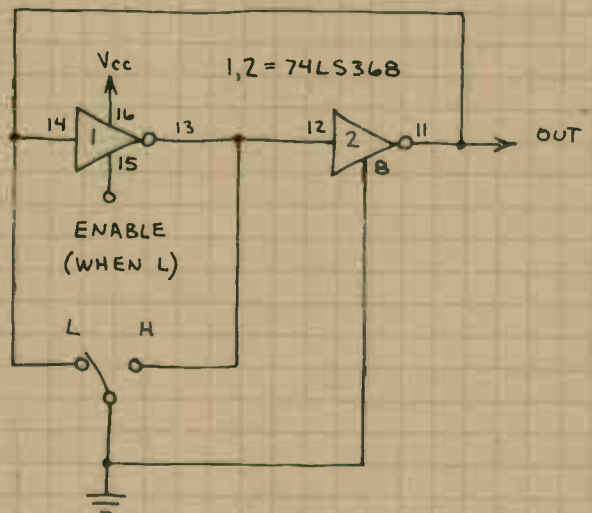 Vcc
1,2 = 74LS368
16
14
1
13
12
2
11
OUT
15
8
ENABLE
(WHEN L)
L
H